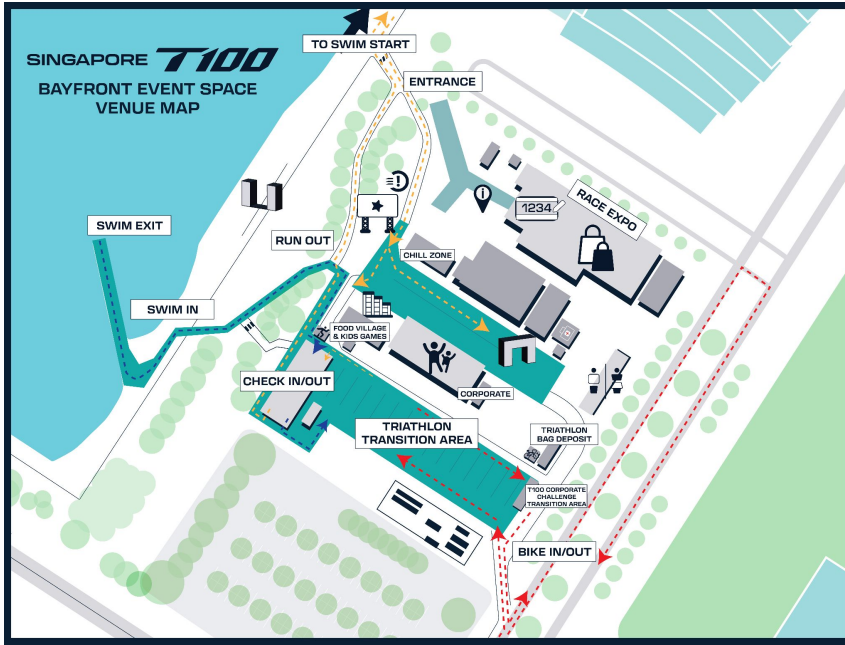 SINGAPORE T100
BAYFRONT EVENT SPACE
VENUE MAP
TO SWIM START
ENTRANCE
i
1234
RACE EXPO
SWIM EXIT
RUN OUT
CHILL ZONE
SWIM IN
FOOD VILLAGE
& KIDS GAMES
CHECK IN/OUT
CORPORATE
TRIATHLON
TRANSITION AREA
TRIATHLON
BAG DEPOSIT
T100 CORPORATE
CHALLENGE
TRANSITION AREA
BIKE IN/OUT